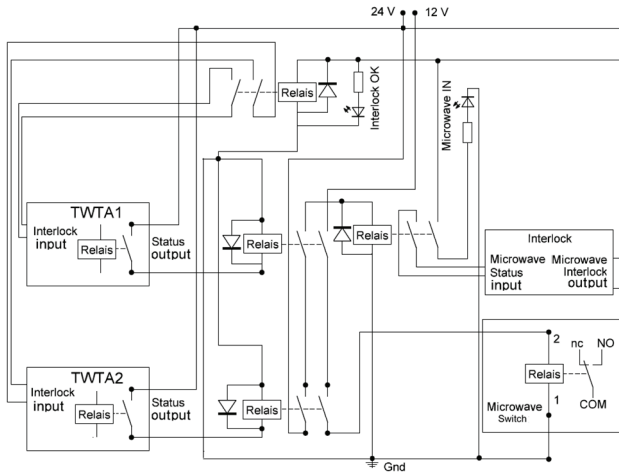 24 V
12 V
Relais
Interlock OK
Microwave IN
TWTA1
Interlock
input
Relais
Status
output
Relais
Relais
Interlock
Microwave
Status
input
Microwave
Interlock
output
TWTA2
Interlock
input
Relais
Status
output
Relais
2
nc
NO
Relais
1
COM
Microwave
Switch
Gnd